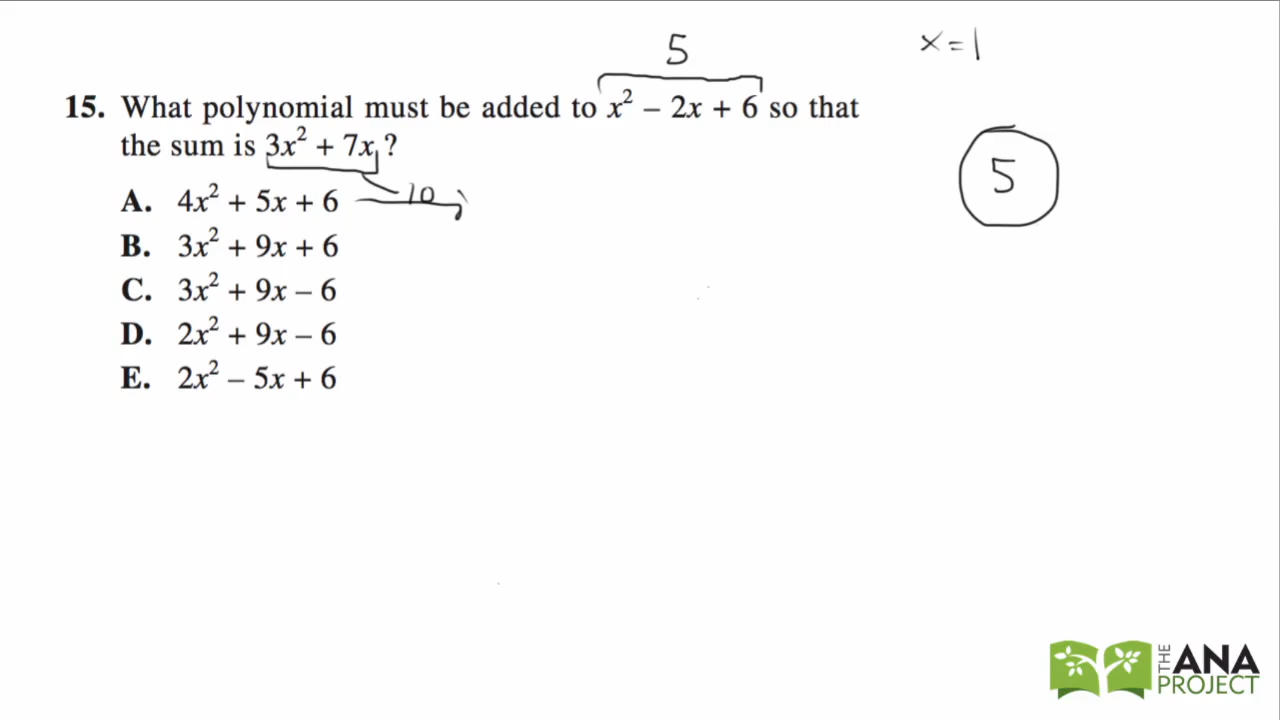 5
x = 1
15. What polynomial must be added to x² – 2x + 6 so that
the sum is 3x² + 7x ?
5
10
A. 4x² + 5x + 6
B. 3x² + 9x + 6
C. 3x² + 9x – 6
D. 2x² + 9x – 6
E. 2x² – 5x + 6
THE ANA
PROJECT